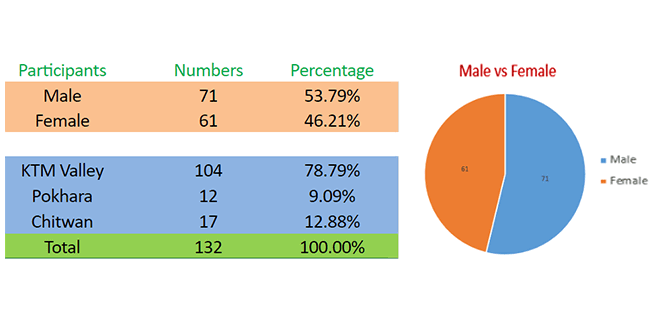 Participants Numbers Percentage
Male 71 53.79%
Female 61 46.21%
KTM Valley 104 78.79%
Pokhara 12 9.09%
Chitwan 17 12.88%
Total 132 100.00%
Male vs Female
61
71
Male
Female